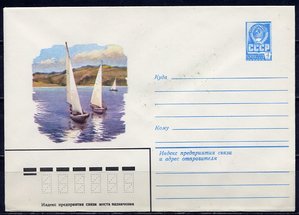 СССР
Куда
Кому
Индекс предприятия связи
и адрес отправителя
Индекс предприятия связи места назначения